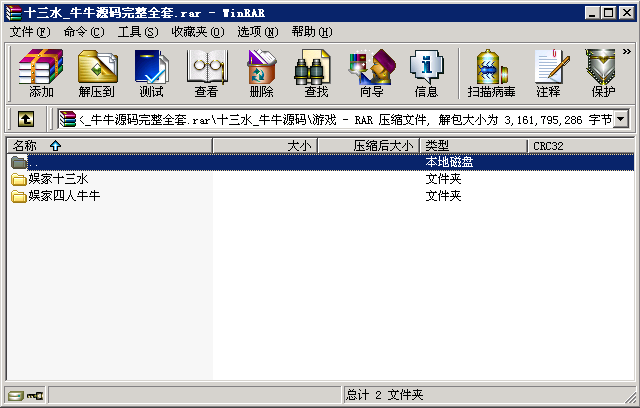 十三水_牛牛源码完整全套.rar - WinRAR
文件(F) 命令(C) 工具(S) 收藏夹(O) 选项(N) 帮助(H)
添加 解压到 测试 查看 删除 查找 向导 信息 扫描病毒 注释 保护 »
<_牛牛源码完整全套.rar\十三水_牛牛源码\游戏 - RAR 压缩文件, 解包大小为 3,161,795,286 字节
名称 大小 压缩后大小 类型 CRC32
.. 本地磁盘
娱家十三水 文件夹
娱家四人牛牛 文件夹
总计 2 文件夹